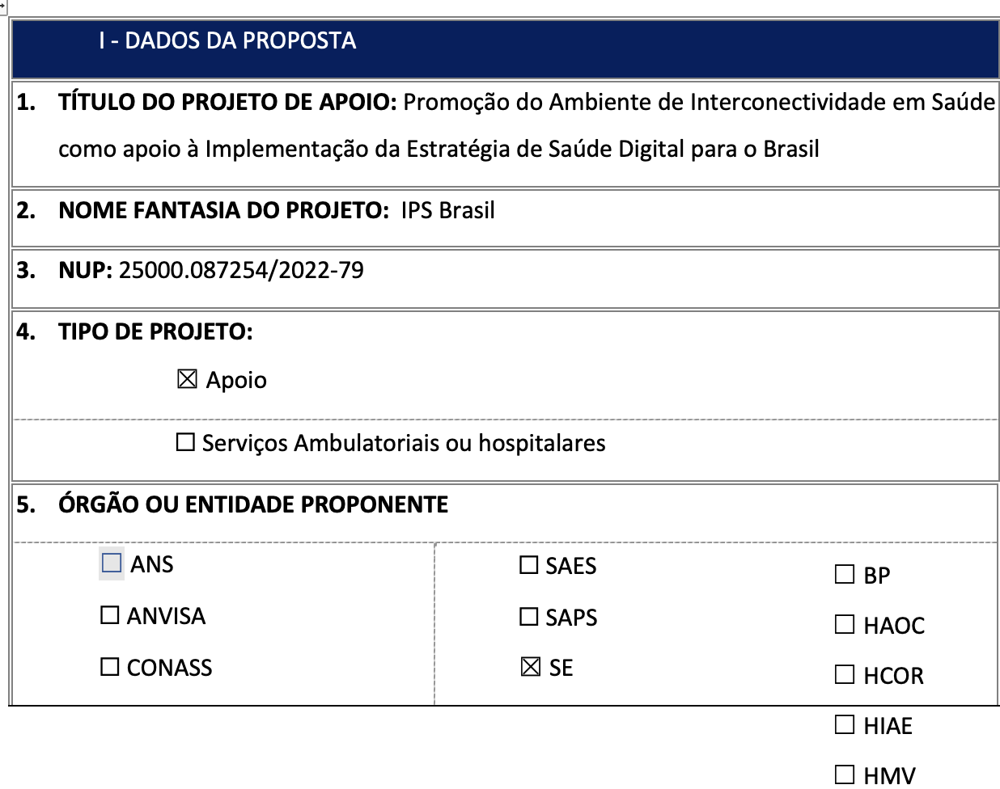 I - DADOS DA PROPOSTA
1. TÍTULO DO PROJETO DE APOIO: Promoção do Ambiente de Interconectividade em Saúde
como apoio à Implementação da Estratégia de Saúde Digital para o Brasil
2. NOME FANTASIA DO PROJETO: IPS Brasil
3. NUP: 25000.087254/2022-79
4. TIPO DE PROJETO:
☒ Apoio
☐ Serviços Ambulatoriais ou hospitalares
5. ÓRGÃO OU ENTIDADE PROPONENTE
☐ ANS
☐ ANVISA
☐ CONASS
☐ SAES
☐ SAPS
☒ SE
☐ BP
☐ HAOC
☐ HCOR
☐ HIAE
☐ HMV